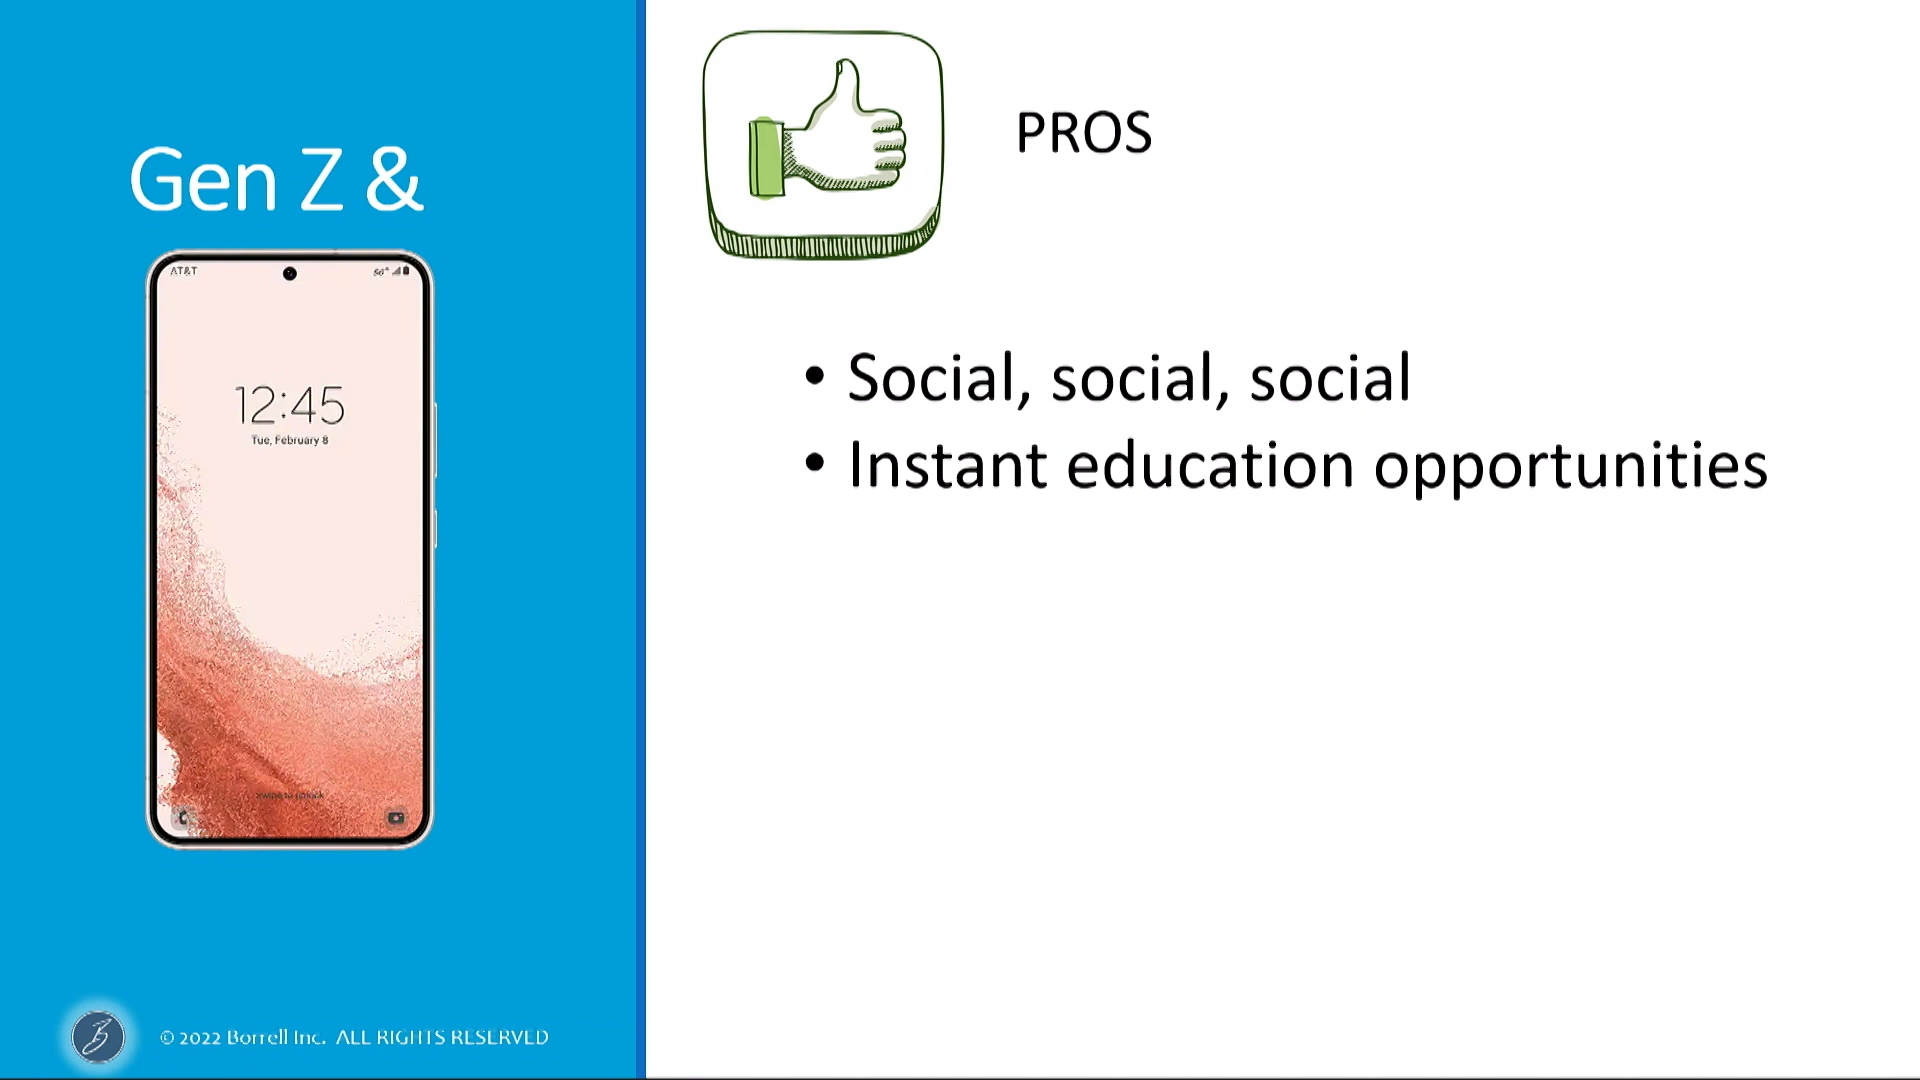 Gen Z &
AT&T
12:45
Tue, February 8
© 2022 Borrell Inc. ALL RIGHTS RESERVED
PROS
• Social, social, social
• Instant education opportunities